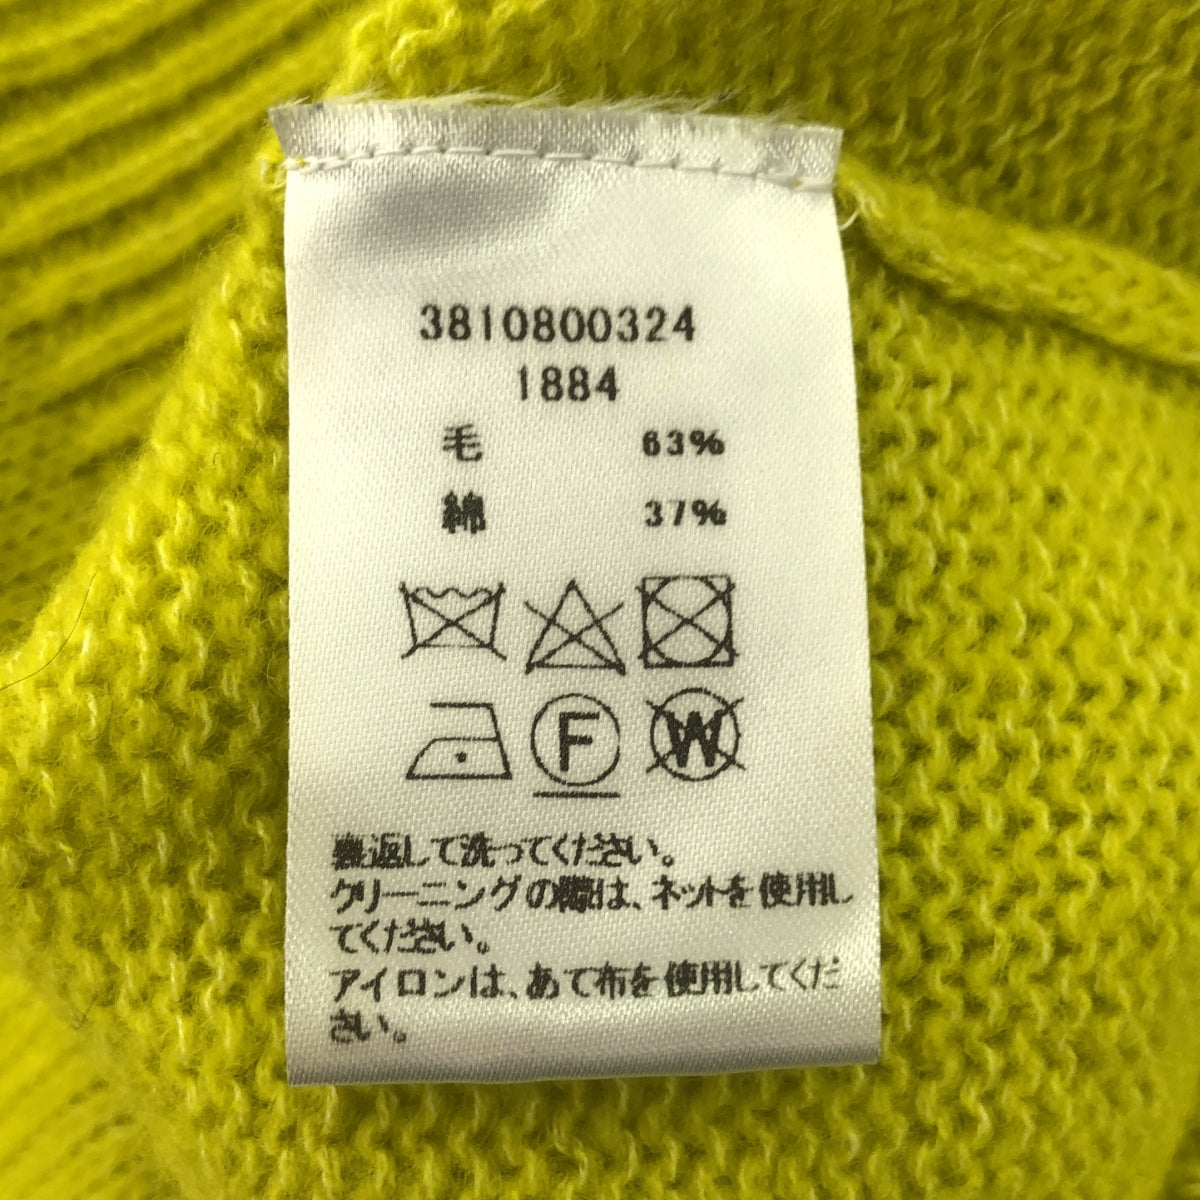 3810800324
1884
毛 63%
綿 37%
F W
裏返して洗ってください。
クリーニングの際は、ネットを使用し
てください。
アイロンは、あて布を使用してくだ
さい。